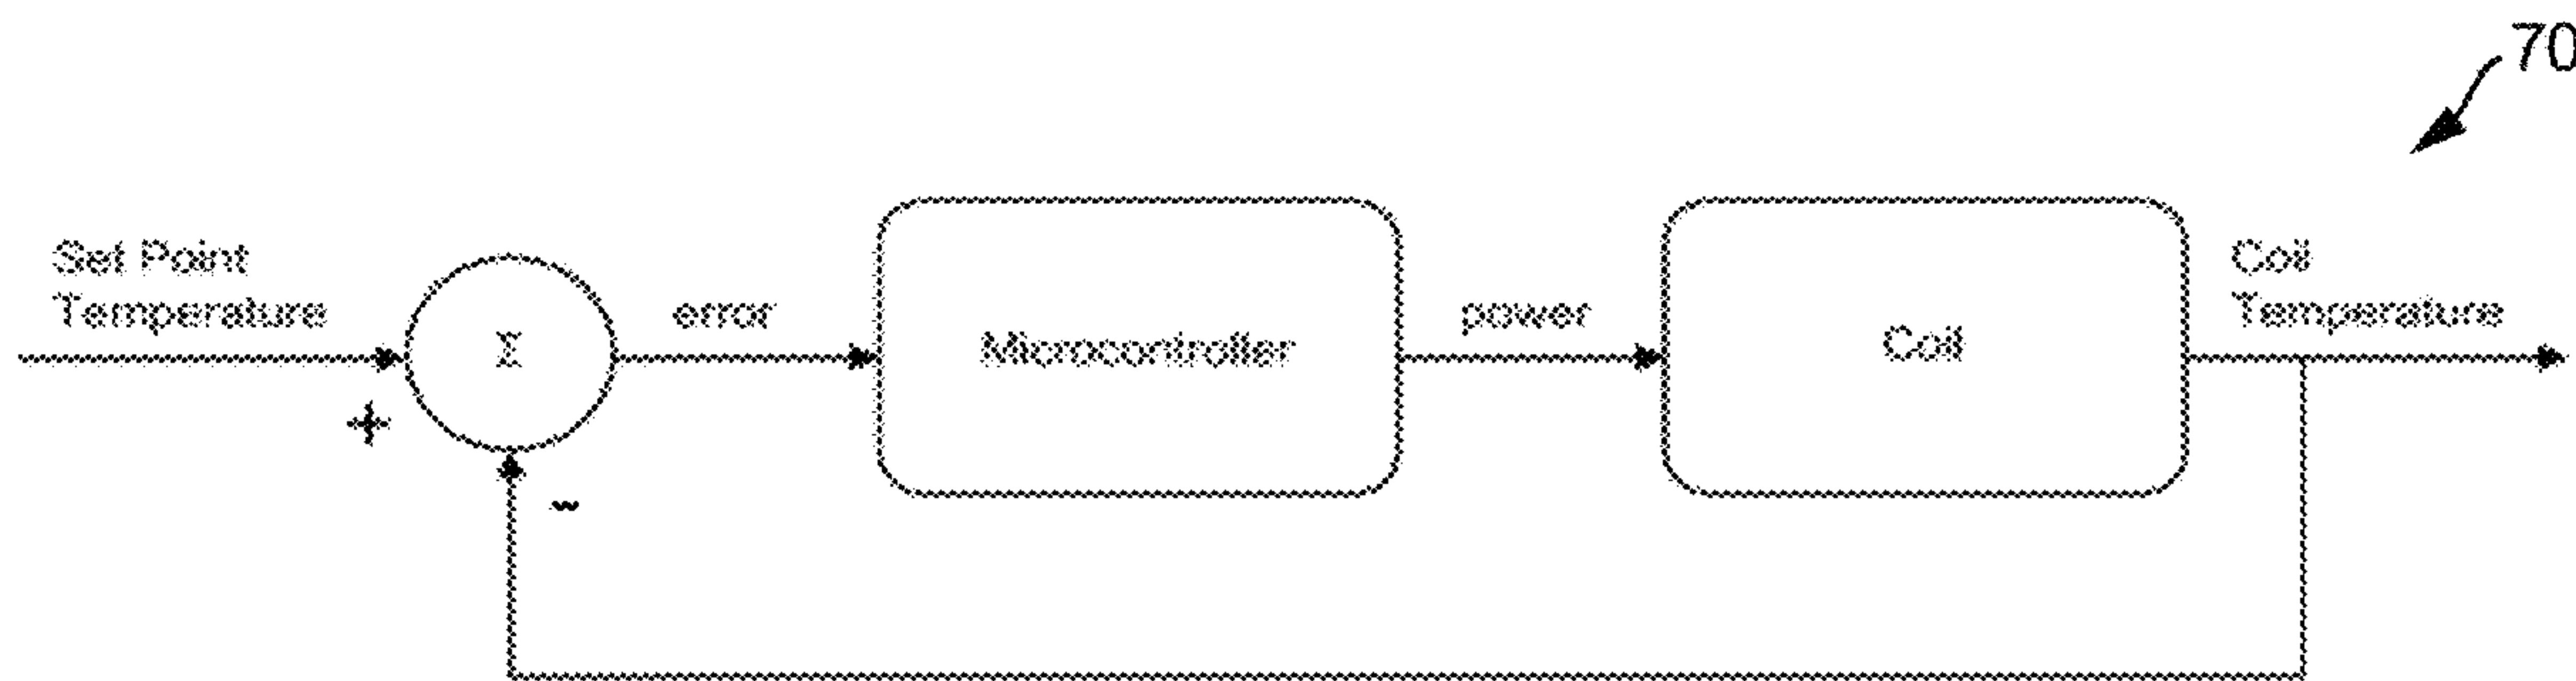 70
Set Point
Temperature
+
Σ
-
error
Microcontroller
power
Coil
Coil
Temperature